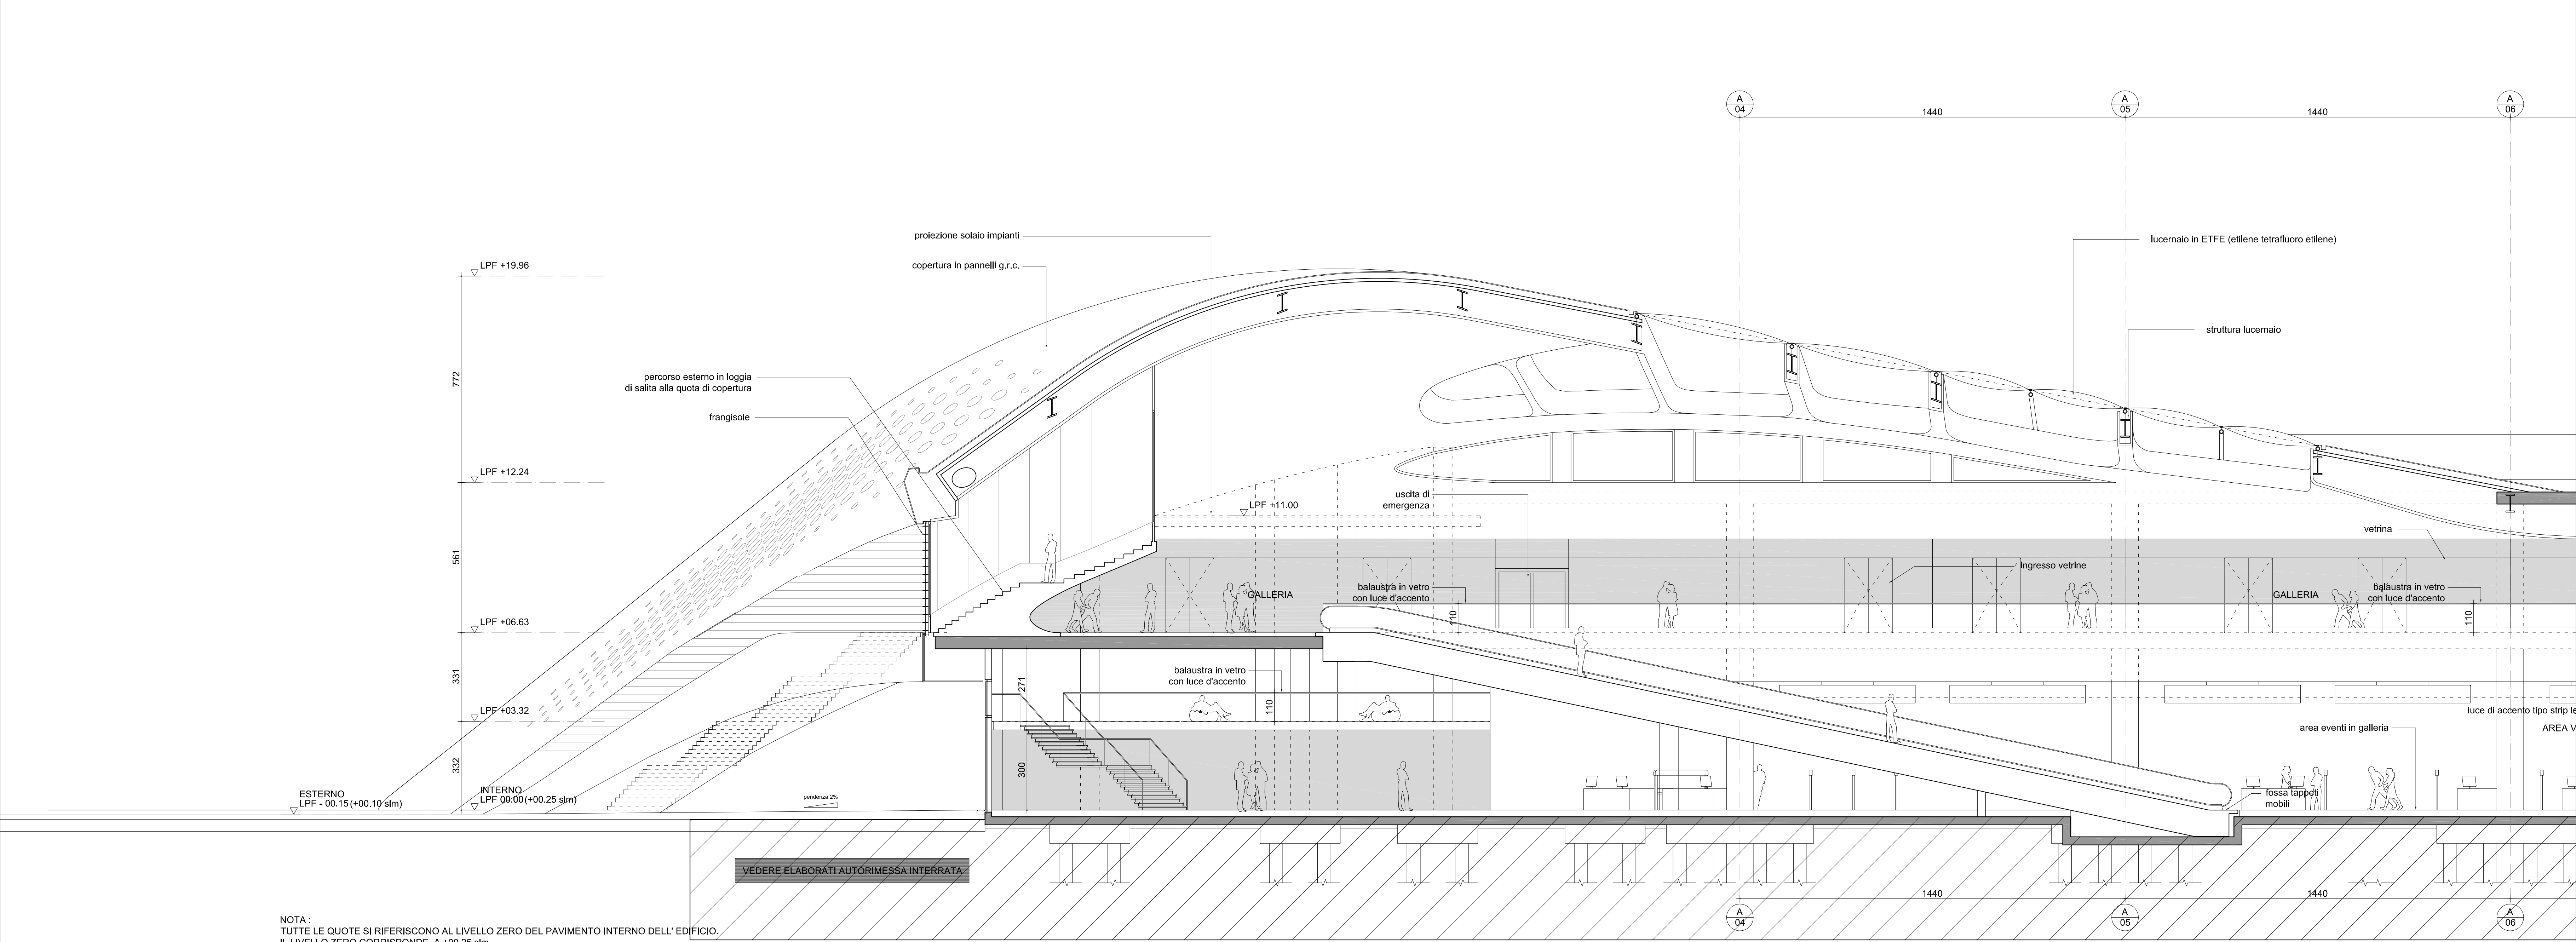 A
04
A
05
A
06
1440
1440
proiezione solaio impianti
lucernaio in ETFE (etilene tetrafluoro etilene)
copertura in pannelli g.r.c.
LPF +19.96
struttura lucernaio
772
percorso esterno in loggia
di salita alla quota di copertura
frangisole
LPF +12.24
uscita di
emergenza
LPF +11.00
vetrina
561
ingresso vetrine
balaustra in vetro
con luce d'accento
GALLERIA
balaustra in vetro
con luce d'accento
GALLERIA
110
110
LPF +06.63
balaustra in vetro
con luce d'accento
331
271
110
LPF +03.32
luce di accento tipo strip le
area eventi in galleria
AREA V
332
300
ESTERNO
LPF - 00.15 (+00.10 slm)
INTERNO
LPF 00.00 (+00.25 slm)
pendenza 2%
fossa tappeti
mobili
VEDERE ELABORATI AUTORIMESSA INTERRATA
1440
1440
A
04
A
05
A
06
NOTA :
TUTTE LE QUOTE SI RIFERISCONO AL LIVELLO ZERO DEL PAVIMENTO INTERNO DELL' EDIFICIO.
IL LIVELLO ZERO CORRISPONDE A +00.25 slm